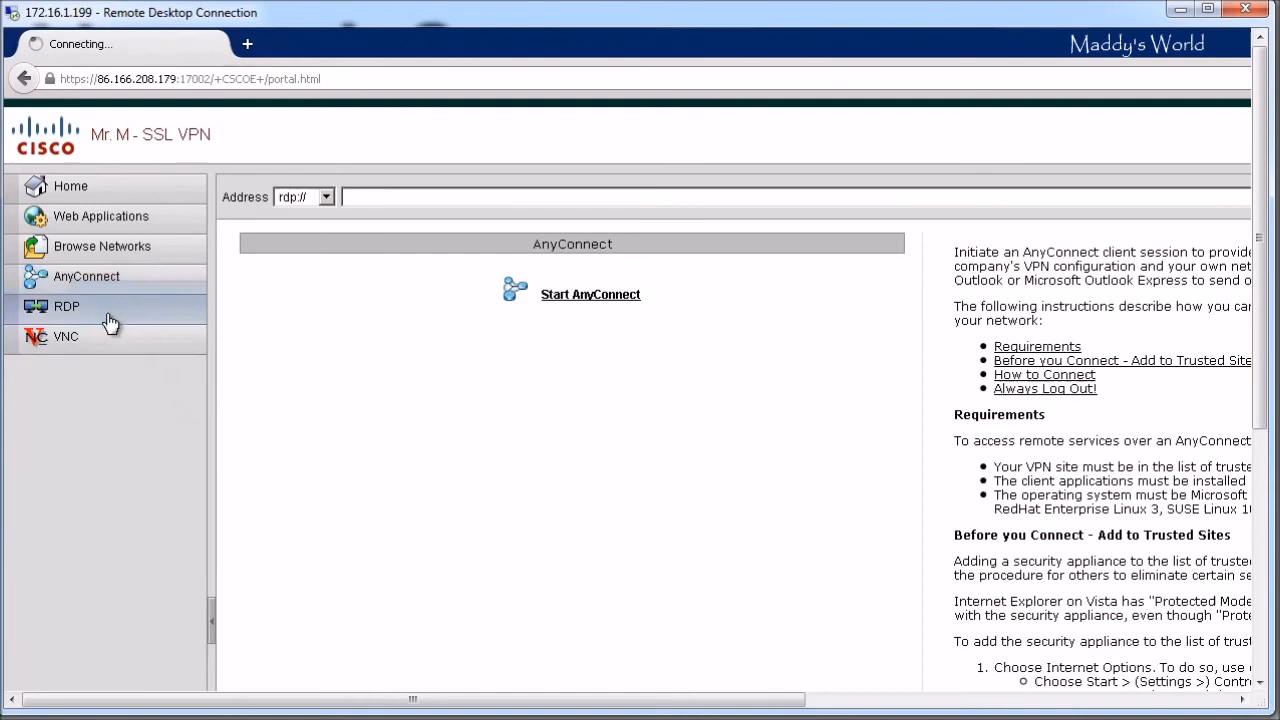 172.16.1.199 - Remote Desktop Connection
Connecting...
Maddy's World
https://86.166.208.179:17002/+CSCOE+/portal.html
CISCO
Mr. M - SSL VPN
Home
Web Applications
Browse Networks
AnyConnect
RDP
VNC
Address
rdp://
AnyConnect
Start AnyConnect
Initiate an AnyConnect client session to provid
company's VPN configuration and your own net
Outlook or Microsoft Outlook Express to send o
The following instructions describe how you ca
your network:
Requirements
Before you Connect - Add to Trusted Site
How to Connect
Always Log Out!
Requirements
To access remote services over an AnyConnect
Your VPN site must be in the list of truste
The client applications must be installed
The operating system must be Microsoft
RedHat Enterprise Linux 3, SUSE Linux 10
Before you Connect - Add to Trusted Sites
Adding a security appliance to the list of truste
the procedure for others to eliminate certain se
Internet Explorer on Vista has "Protected Mode
with the security appliance, even though "Prote
To add the security appliance to the list of trust
1. Choose Internet Options. To do so, use
Choose Start > (Settings >) Contr